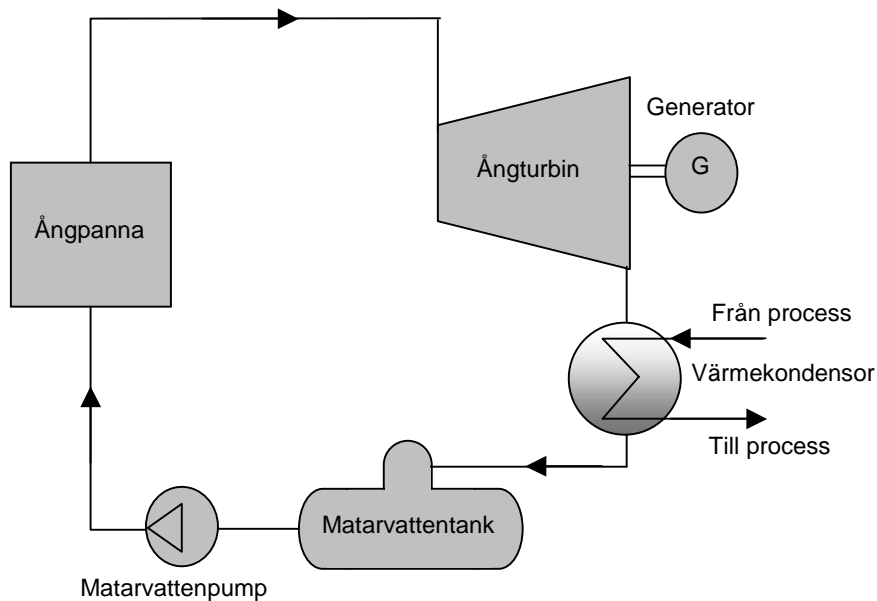 Generator
Ångturbin
G
Ångpanna
Från process
Värmekondensor
Till process
Matarvattentank
Matarvattenpump